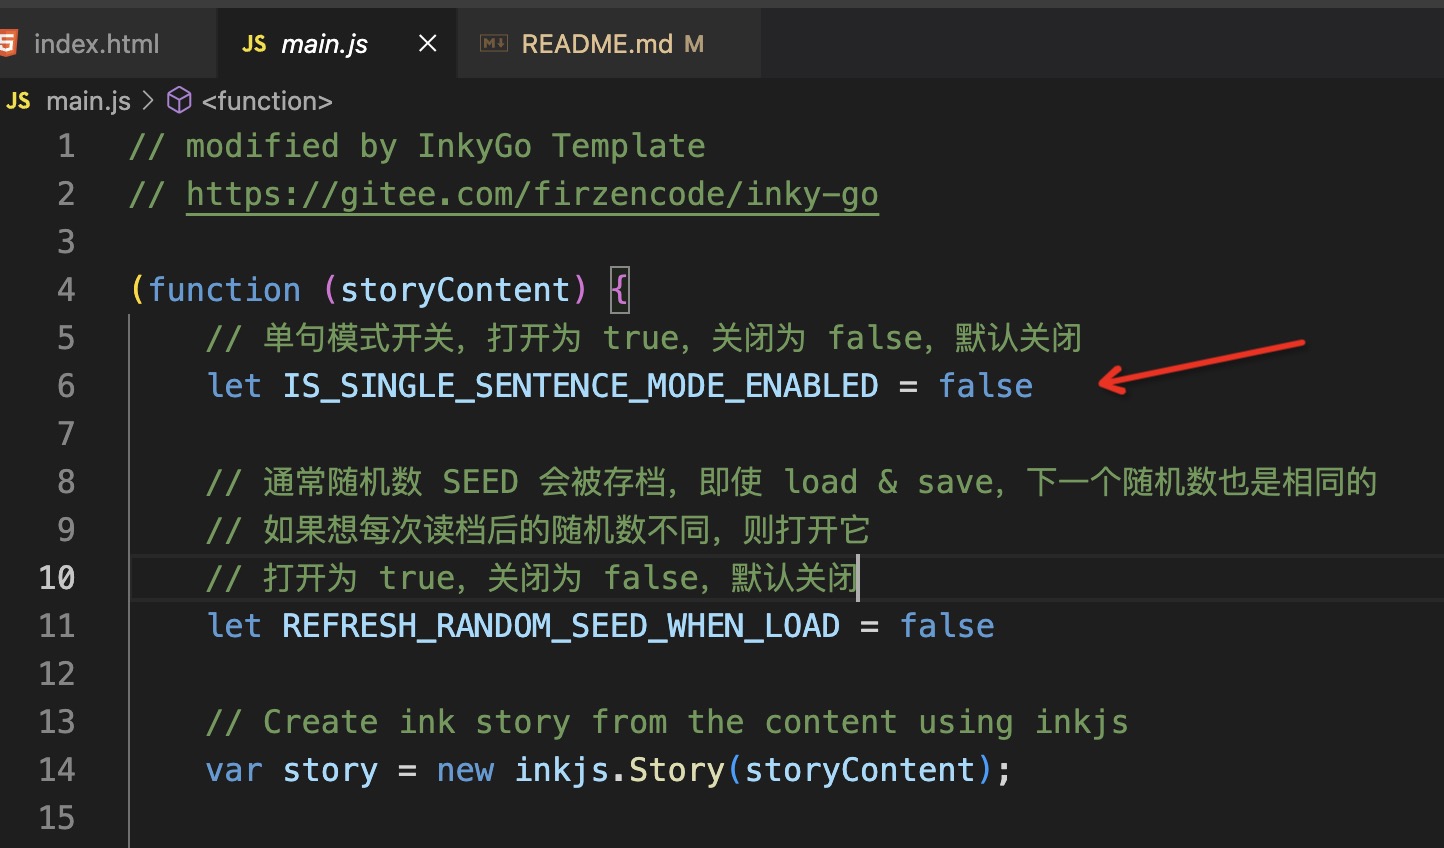 index.html JS main.js × M↓ README.md M
JS main.js > <function>
1 // modified by InkyGo Template
2 // https://gitee.com/firzencode/inky-go
3
4 (function (storyContent) {
5 // 单句模式开关，打开为 true，关闭为 false，默认关闭
6 let IS_SINGLE_SENTENCE_MODE_ENABLED = false
7
8 // 通常随机数 SEED 会被存档，即使 load & save，下一个随机数也是相同的
9 // 如果想每次读档后的随机数不同，则打开它
10 // 打开为 true，关闭为 false，默认关闭
11 let REFRESH_RANDOM_SEED_WHEN_LOAD = false
12
13 // Create ink story from the content using inkjs
14 var story = new inkjs.Story(storyContent);
15